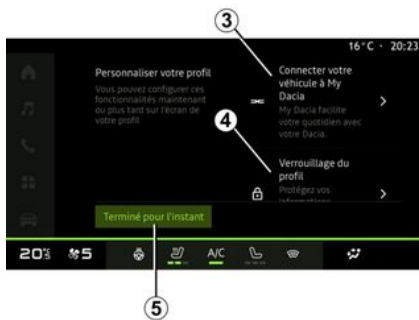 3
16°C · 20:23
Personnaliser votre profil
Vous pouvez configurer ces
fonctionnalités maintenant
ou plus tard sur l'écran de
votre profil
Connecter votre
véhicule à My
Dacia
My Dacia facilite
votre quotidien avec
votre Dacia.
4
Verrouillage du
profil
Protégez vos
informations
Terminé pour l'instant
20 5 A/C
5